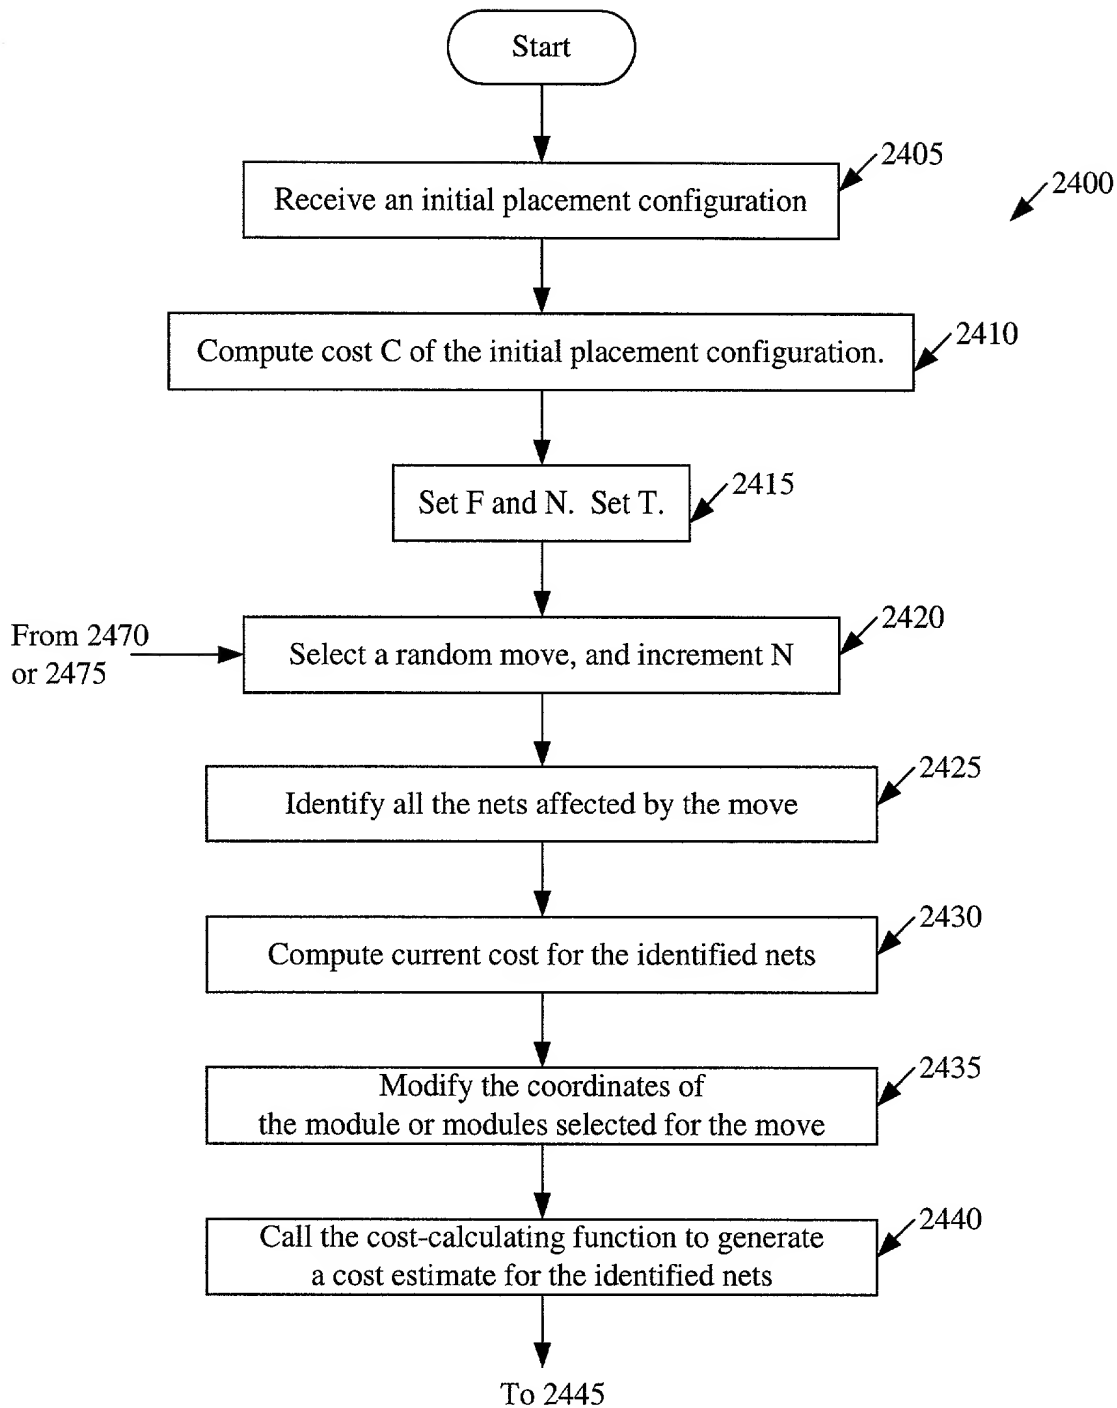 Start
2405
Receive an initial placement configuration
2400
2410
Compute cost C of the initial placement configuration.
2415
Set F and N. Set T.
2420
From 2470
or 2475
Select a random move, and increment N
2425
Identify all the nets affected by the move
2430
Compute current cost for the identified nets
2435
Modify the coordinates of
the module or modules selected for the move
2440
Call the cost-calculating function to generate
a cost estimate for the identified nets
To 2445